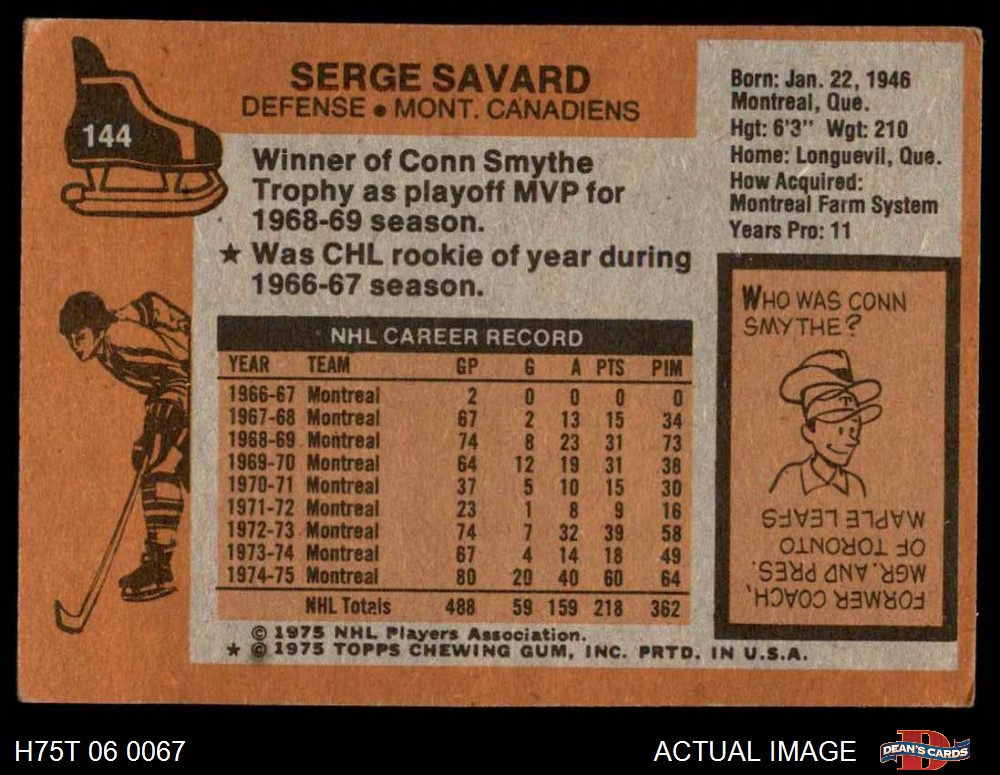 144
SERGE SAVARD
DEFENSE • MONT. CANADIENS
Winner of Conn Smythe
Trophy as playoff MVP for
1968-69 season.
★ Was CHL rookie of year during
1966-67 season.
Born: Jan. 22, 1946
Montreal, Que.
Hgt: 6'3" Wgt: 210
Home: Longuevil, Que.
How Acquired:
Montreal Farm System
Years Pro: 11
NHL CAREER RECORD
YEAR TEAM GP G A PTS PIM
1966-67 Montreal 2 0 0 0 0
1967-68 Montreal 67 2 13 15 34
1968-69 Montreal 74 8 23 31 73
1969-70 Montreal 64 12 19 31 38
1970-71 Montreal 37 5 10 15 30
1971-72 Montreal 23 1 8 9 16
1972-73 Montreal 74 7 32 39 58
1973-74 Montreal 67 4 14 18 49
1974-75 Montreal 80 20 40 60 64
NHL Totals 488 59 159 218 362
WHO WAS CONN
SMYTHE?
T
FORMER COACH,
MGR. AND PRES.
OF TORONTO
MAPLE LEAFS
© 1975 NHL Players Association.
★ © 1975 TOPPS CHEWING GUM, INC. PRTD. IN U.S.A.
H75T 06 0067
ACTUAL IMAGE
D
DEAN'S CARDS